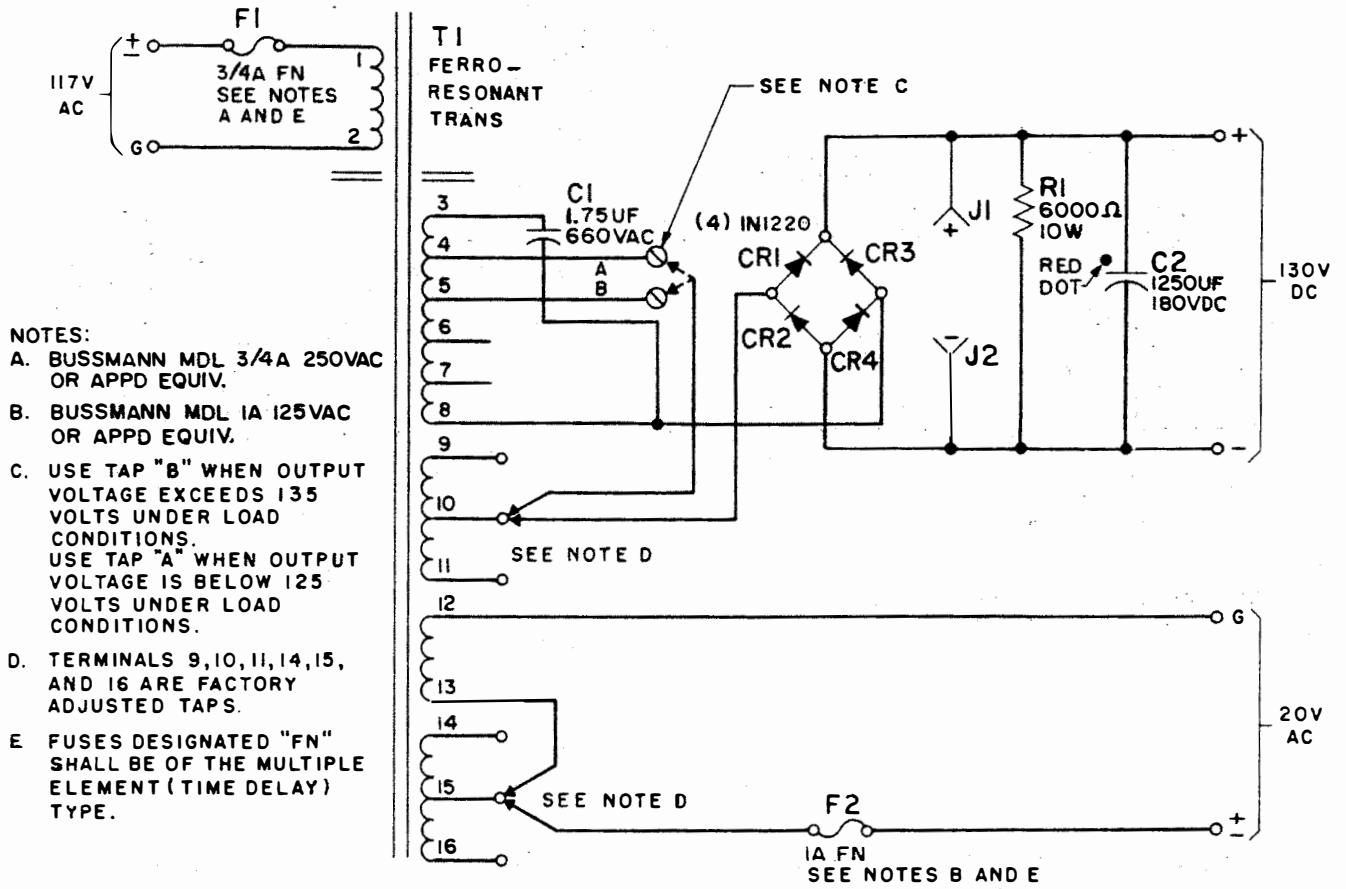 F1
±
117V
AC
3/4A FN
SEE NOTES
A AND E
G
1
2
T1
FERRO-
RESONANT
TRANS
SEE NOTE C
3
4
5
6
7
8
C1
1.75UF
660VAC
A
B
(4) IN1220
CR1
CR3
CR2
CR4
J1
+
-
J2
R1
6000Ω
10W
RED
DOT
C2
1250UF
180VDC
+
130V
DC
-
9
10
11
SEE NOTE D
12
13
14
15
16
SEE NOTE D
G
20V
AC
±
F2
1A FN
SEE NOTES B AND E
NOTES:
A. BUSSMANN MDL 3/4A 250VAC
OR APPD EQUIV.
B. BUSSMANN MDL 1A 125VAC
OR APPD EQUIV.
C. USE TAP "B" WHEN OUTPUT
VOLTAGE EXCEEDS 135
VOLTS UNDER LOAD
CONDITIONS.
USE TAP "A" WHEN OUTPUT
VOLTAGE IS BELOW 125
VOLTS UNDER LOAD
CONDITIONS.
D. TERMINALS 9,10,11,14,15,
AND 16 ARE FACTORY
ADJUSTED TAPS.
E FUSES DESIGNATED "FN"
SHALL BE OF THE MULTIPLE
ELEMENT (TIME DELAY)
TYPE.